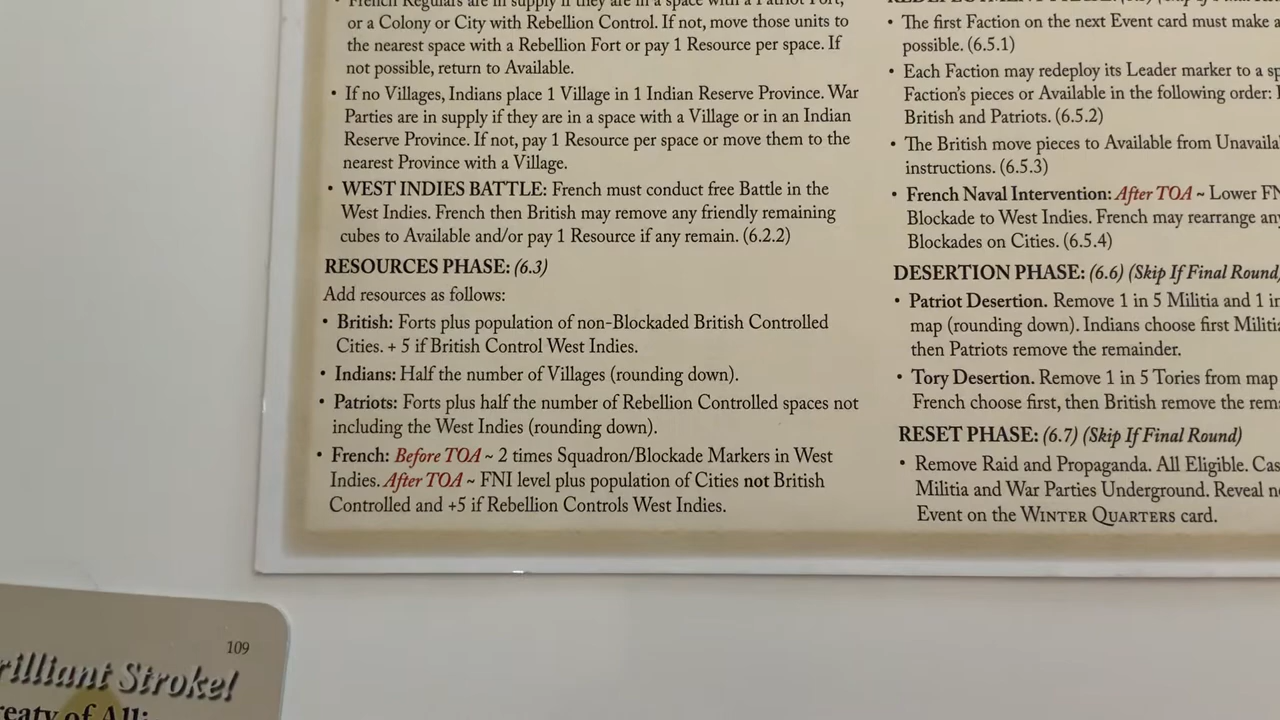 • French Regulars are in supply if they are in a space with a Patriot Fort,
or a Colony or City with Rebellion Control. If not, move those units to
the nearest space with a Rebellion Fort or pay 1 Resource per space. If
not possible, return to Available.
• If no Villages, Indians place 1 Village in 1 Indian Reserve Province. War
Parties are in supply if they are in a space with a Village or in an Indian
Reserve Province. If not, pay 1 Resource per space or move them to the
nearest Province with a Village.
• WEST INDIES BATTLE: French must conduct free Battle in the
West Indies. French then British may remove any friendly remaining
cubes to Available and/or pay 1 Resource if any remain. (6.2.2)
RESOURCES PHASE: (6.3)
Add resources as follows:
• British: Forts plus population of non-Blockaded British Controlled
Cities. + 5 if British Control West Indies.
• Indians: Half the number of Villages (rounding down).
• Patriots: Forts plus half the number of Rebellion Controlled spaces not
including the West Indies (rounding down).
• French: Before TOA ~ 2 times Squadron/Blockade Markers in West
Indies. After TOA ~ FNI level plus population of Cities not British
Controlled and +5 if Rebellion Controls West Indies.
• The first Faction on the next Event card must make a
possible. (6.5.1)
• Each Faction may redeploy its Leader marker to a sp
Faction's pieces or Available in the following order:
British and Patriots. (6.5.2)
• The British move pieces to Available from Unavaila
instructions. (6.5.3)
• French Naval Intervention: After TOA ~ Lower FN
Blockade to West Indies. French may rearrange any
Blockades on Cities. (6.5.4)
DESERTION PHASE: (6.6) (Skip If Final Round)
• Patriot Desertion. Remove 1 in 5 Militia and 1 in
map (rounding down). Indians choose first Militi
then Patriots remove the remainder.
• Tory Desertion. Remove 1 in 5 Tories from map
French choose first, then British remove the rem
RESET PHASE: (6.7) (Skip If Final Round)
• Remove Raid and Propaganda. All Eligible. Cas
Militia and War Parties Underground. Reveal n
Event on the WINTER QUARTERS card.
109
rilliant Stroke!
reaty of All